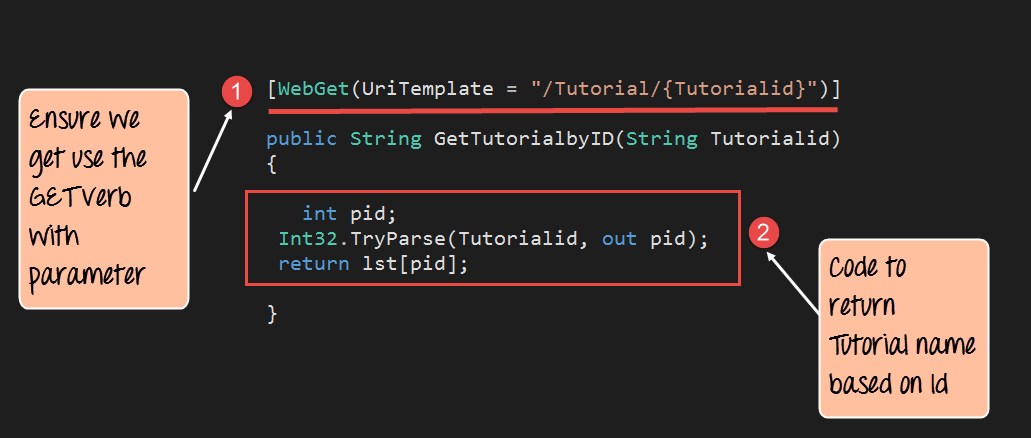 1
[WebGet(UriTemplate = "/Tutorial/{Tutorialid}")]
Ensure we
get use the
GETVerb
with
parameter
public String GetTutorialbyID(String Tutorialid)
{
int pid;
Int32.TryParse(Tutorialid, out pid);
return lst[pid];
}
2
Code to
return
Tutorial name
based on Id